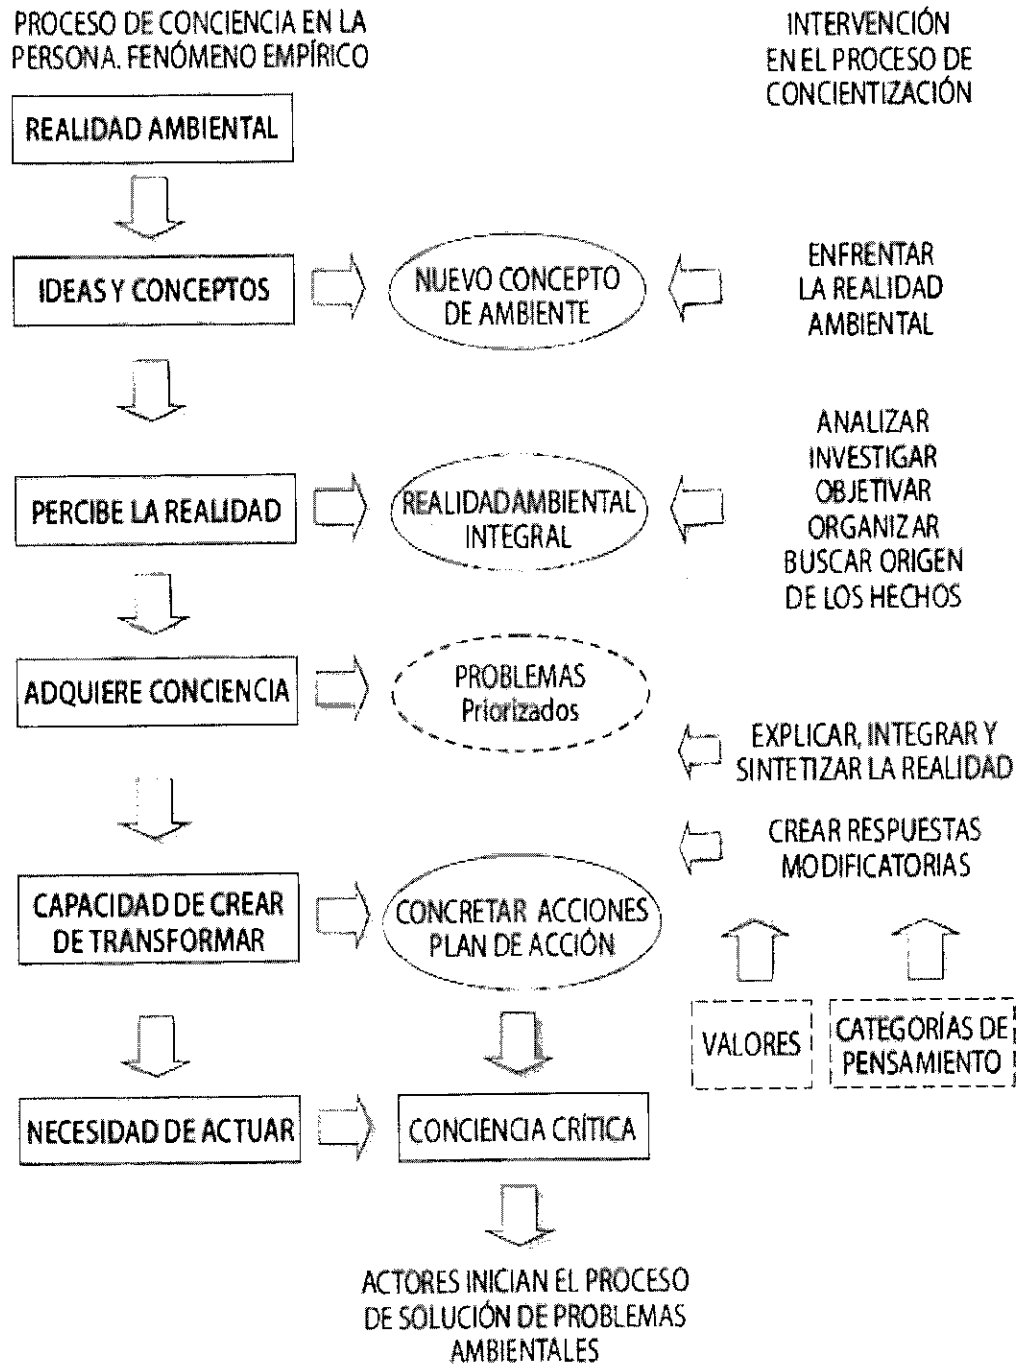 PROCESO DE CONCIENCIA EN LA
PERSONA. FENÓMENO EMPÍRICO
INTERVENCIÓN
EN EL PROCESO DE
CONCIENTIZACIÓN
REALIDAD AMBIENTAL
IDEAS Y CONCEPTOS
NUEVO CONCEPTO
DE AMBIENTE
ENFRENTAR
LA REALIDAD
AMBIENTAL
PERCIBE LA REALIDAD
REALIDAD AMBIENTAL
INTEGRAL
ANALIZAR
INVESTIGAR
OBJETIVAR
ORGANIZAR
BUSCAR ORIGEN
DE LOS HECHOS
ADQUIERE CONCIENCIA
PROBLEMAS
Priorizados
EXPLICAR, INTEGRAR Y
SINTETIZAR LA REALIDAD
CREAR RESPUESTAS
MODIFICATORIAS
CAPACIDAD DE CREAR
DE TRANSFORMAR
CONCRETAR ACCIONES
PLAN DE ACCIÓN
VALORES
CATEGORÍAS DE
PENSAMIENTO
NECESIDAD DE ACTUAR
CONCIENCIA CRÍTICA
ACTORES INICIAN EL PROCESO
DE SOLUCIÓN DE PROBLEMAS
AMBIENTALES